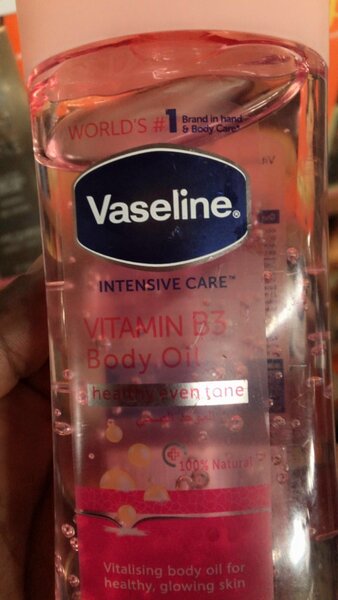 WORLD'S #1 Brand in hand
& Body Care*
Vaseline®
INTENSIVE CARE™
VITAMIN B3
Body Oil
healthy even tone
100% Natural
Vitalising body oil for
healthy, glowing skin